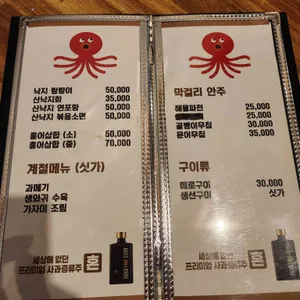 낙지 탕탕이 50,000
산낙지회 35,000
산낙지 연포탕 50,000
산낙지 볶음소면 50,000
홍어삼합 (소) 50,000
홍어삼합 (중) 70,000
계절메뉴 (싯가)
과메기
생와귀 수육
가자미 조림
세상에 없던
프리미엄 사과증류주
혼
막걸리 안주
해물파전 25,000
25,000
골뱅이무침 30,000
문어무침 35,000
구이류
메로구이 30,000
생선구이 싯가
세상에 없던
프리미엄 사과증류주
혼